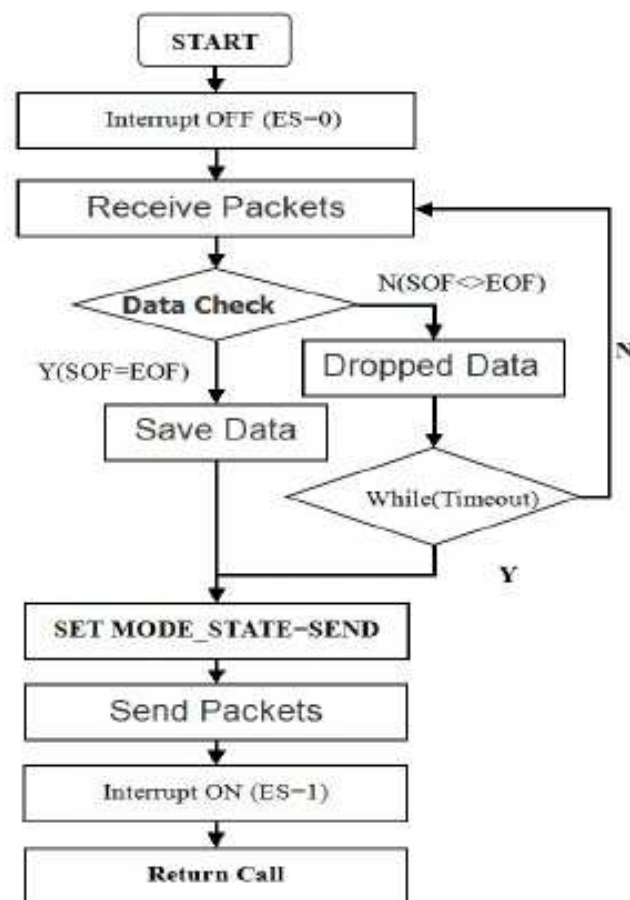 START
Interrupt OFF (ES=0)
Receive Packets
Data Check
N(SOF<>EOF)
Y(SOF=EOF)
Dropped Data
N
Save Data
While(Timeout)
Y
SET MODE_STATE=SEND
Send Packets
Interrupt ON (ES=1)
Return Call